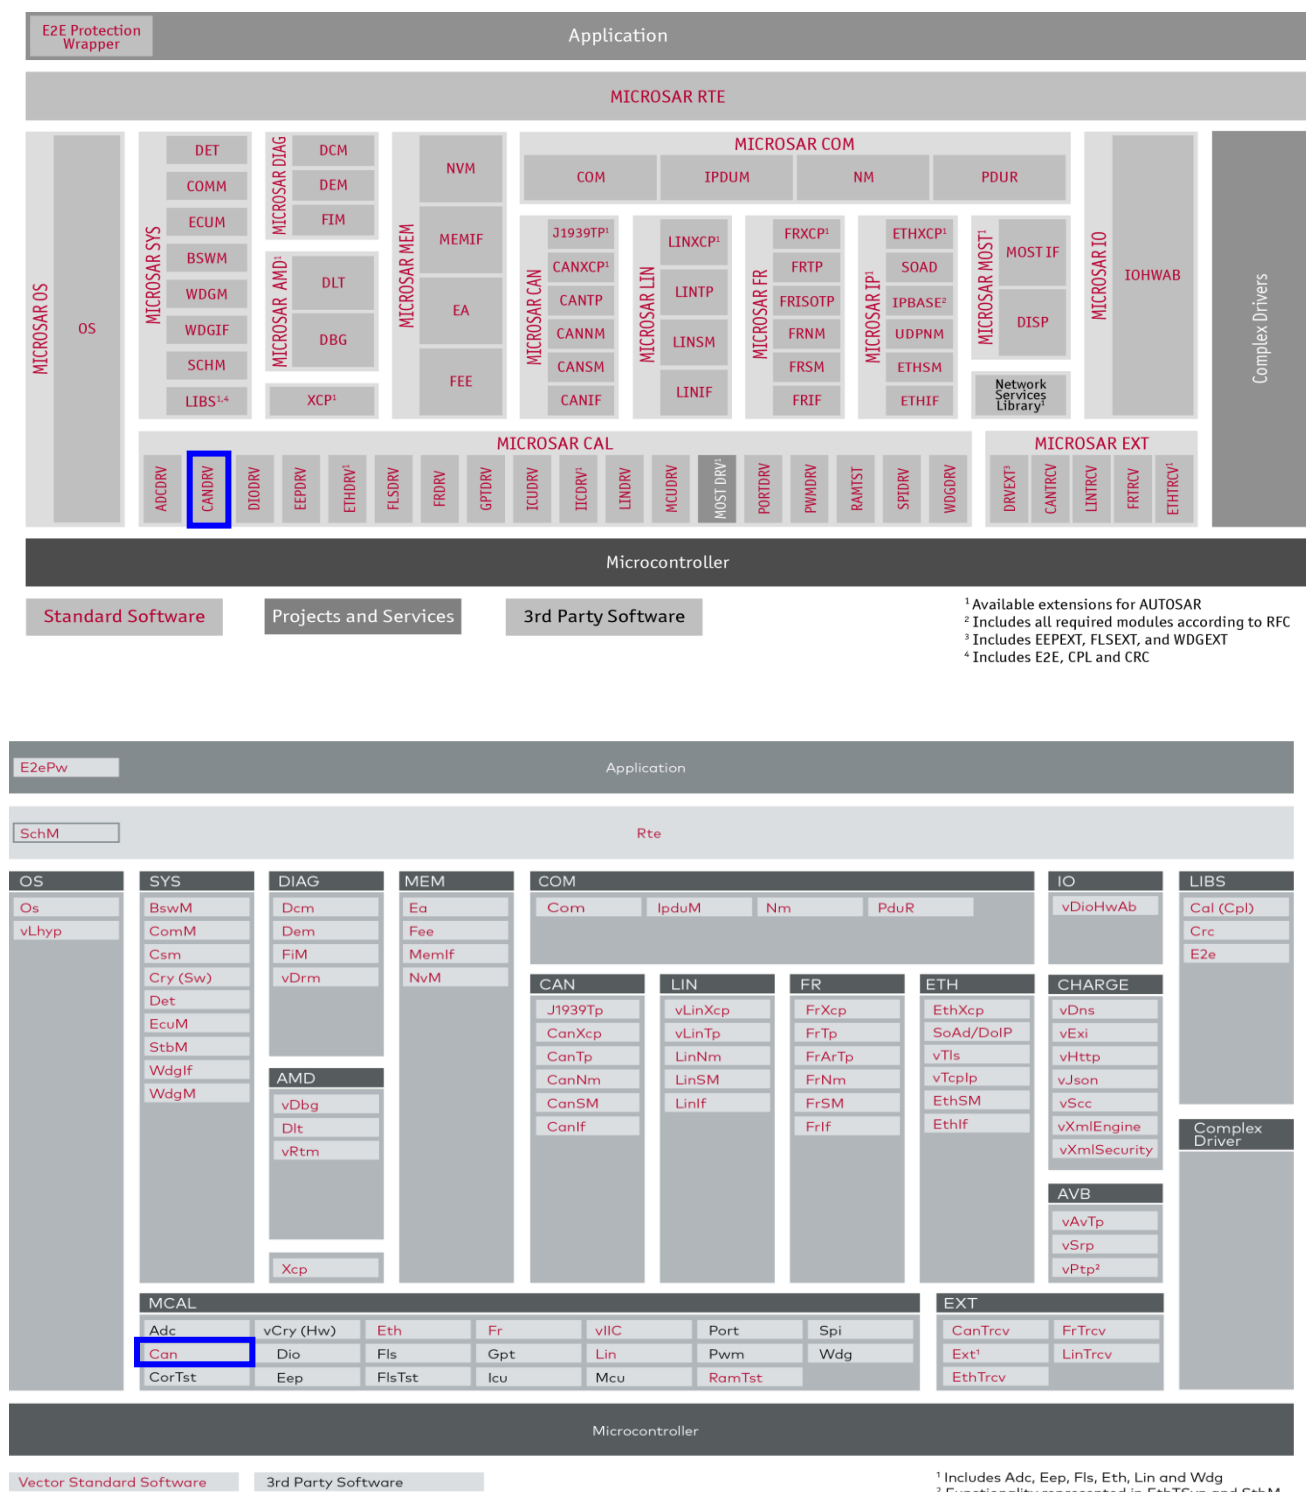 E2E Protection
Wrapper
Application
MICROSAR RTE
MICROSAR OS
OS
MICROSAR SYS
DET
COMM
ECUM
BSWM
WDGM
WDGIF
SCHM
LIBS¹,⁴
MICROSAR DIAG
DCM
DEM
FIM
MICROSAR AMD¹
DLT
DBG
XCP¹
MICROSAR MEM
NVM
MEMIF
EA
FEE
MICROSAR COM
COM
IPDUM
NM
PDUR
MICROSAR CAN
J1939TP¹
CANXCP¹
CANTP
CANNM
CANSM
CANIF
MICROSAR LIN
LINXCP¹
LINTP
LINSM
LINIF
MICROSAR FR
FRXCP¹
FRTP
FRISOTP
FRNM
FRSM
FRIF
MICROSAR IP¹
ETHXCP¹
SOAD
IPBASE²
UDPNM
ETHSM
ETHIF
MICROSAR MOST¹
MOST IF
DISP
Network
Services
Library¹
MICROSAR IO
IOHWAB
Complex Drivers
MICROSAR CAL
ADCDRV
CANDRV
DIODRV
EEPDRV
ETHDRV¹
FLSDRV
FRDRV
GPTDRV
ICUDRV
IICDRV¹
LINDRV
MCUDRV
MOST DRV¹
PORTDRV
PWMDRV
RAMTST
SPIDRV
WDGDRV
MICROSAR EXT
DRVEXT³
CANTRCV
LINTRCV
FRTRCV
ETHTRCV¹
Microcontroller
Standard Software
Projects and Services
3rd Party Software
¹ Available extensions for AUTOSAR
² Includes all required modules according to RFC
³ Includes EEPEXT, FLSEXT, and WDGEXT
⁴ Includes E2E, CPL and CRC
E2ePw
Application
SchM
Rte
OS
Os
vLhyp
SYS
BswM
ComM
Csm
Cry (Sw)
Det
EcuM
StbM
WdgIf
WdgM
DIAG
Dcm
Dem
FiM
vDrm
AMD
vDbg
Dlt
vRtm
Xcp
MEM
Ea
Fee
MemIf
NvM
COM
Com
IpduM
Nm
PduR
CAN
J1939Tp
CanXcp
CanTp
CanNm
CanSM
CanIf
LIN
vLinXcp
vLinTp
LinNm
LinSM
LinIf
FR
FrXcp
FrTp
FrArTp
FrNm
FrSM
FrIf
ETH
EthXcp
SoAd/DoIP
vTls
vTcpIp
EthSM
EthIf
IO
vDioHwAb
CHARGE
vDns
vExi
vHttp
vJson
vScc
vXmlEngine
vXmlSecurity
AVB
vAvTp
vSrp
vPtp²
LIBS
Cal (Cpl)
Crc
E2e
Complex
Driver
MCAL
Adc
vCry (Hw)
Eth
Fr
vIIC
Port
Spi
Can
Dio
Fls
Gpt
Lin
Pwm
Wdg
CorTst
Eep
FlsTst
Icu
Mcu
RamTst
EXT
CanTrcv
FrTrcv
Ext¹
LinTrcv
EthTrcv
Microcontroller
Vector Standard Software
3rd Party Software
¹ Includes Adc, Eep, Fls, Eth, Lin and Wdg
² Functionality represented in EthTSyn and StbM